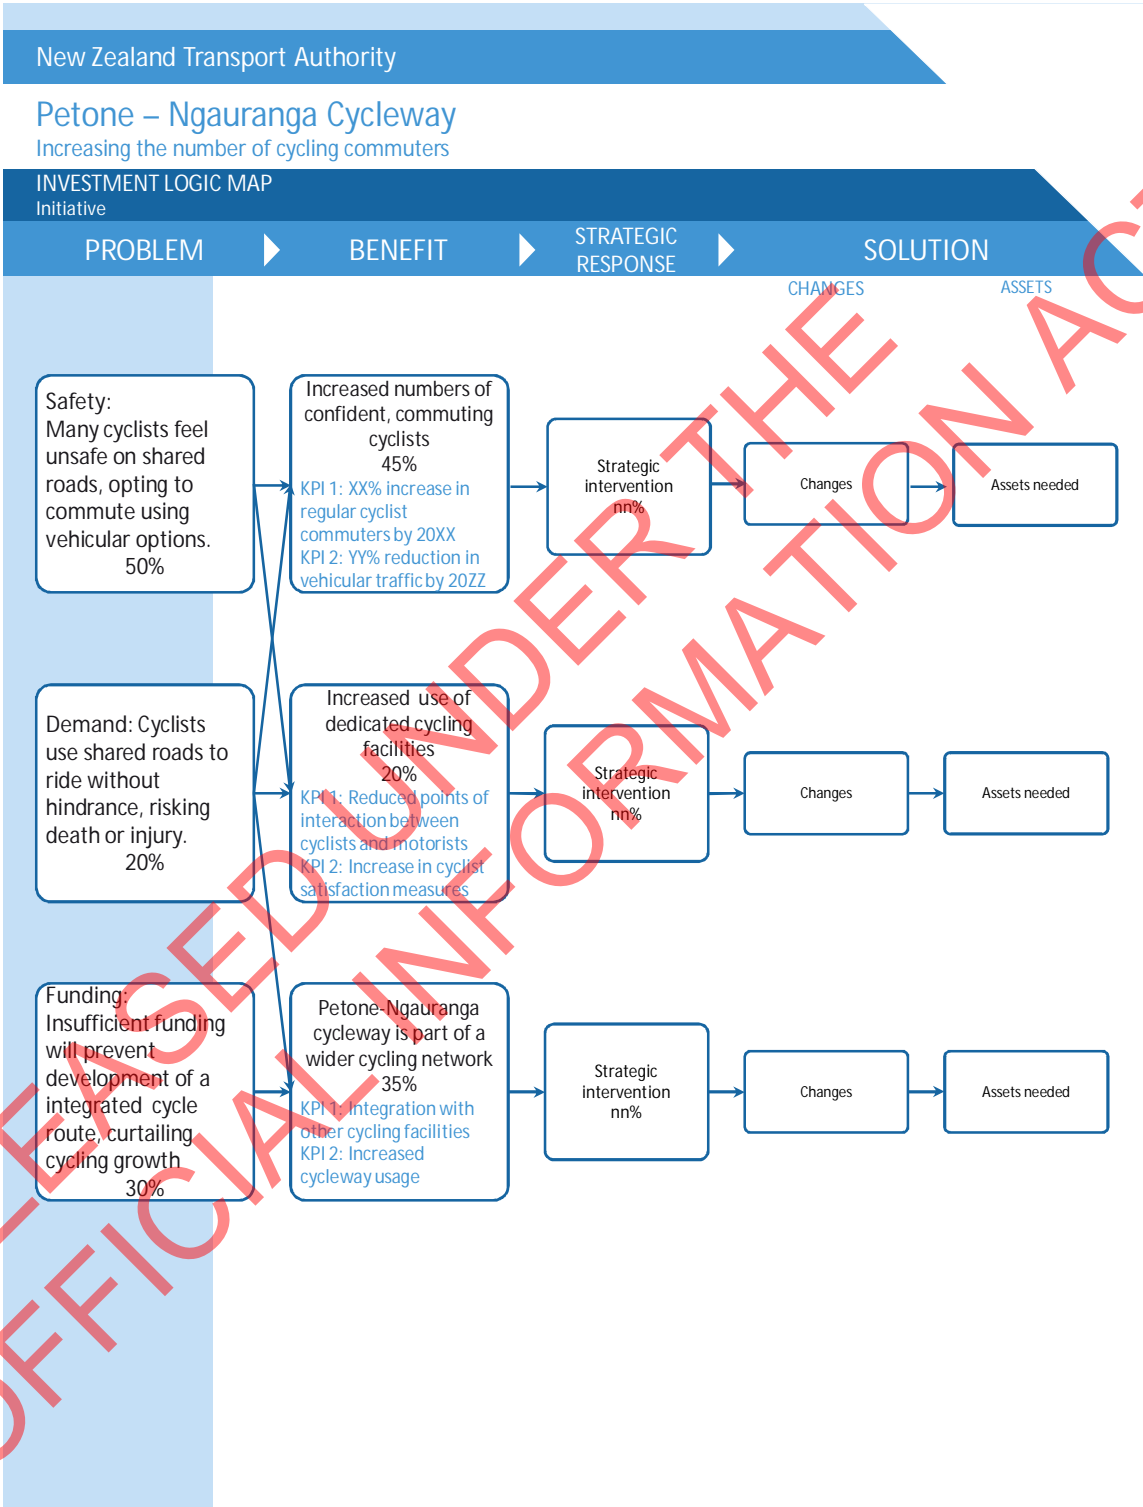 New Zealand Transport Authority
Petone – Ngauranga Cycleway
Increasing the number of cycling commuters
INVESTMENT LOGIC MAP
Initiative
PROBLEM
BENEFIT
STRATEGIC
RESPONSE
SOLUTION
CHANGES
ASSETS
Safety:
Many cyclists feel
unsafe on shared
roads, opting to
commute using
vehicular options.
50%
Increased numbers of
confident, commuting
cyclists
45%
KPI 1: XX% increase in
regular cyclist
commuters by 20XX
KPI 2: YY% reduction in
vehicular traffic by 20ZZ
Strategic
intervention
nn%
Changes
Assets needed
Demand: Cyclists
use shared roads to
ride without
hindrance, risking
death or injury.
20%
Increased use of
dedicated cycling
facilities
20%
KPI 1: Reduced points of
interaction between
cyclists and motorists
KPI 2: Increase in cyclist
satisfaction measures
Strategic
intervention
nn%
Changes
Assets needed
Funding:
Insufficient funding
will prevent
development of a
integrated cycle
route, curtailing
cycling growth
30%
Petone-Ngauranga
cycleway is part of a
wider cycling network
35%
KPI 1: Integration with
other cycling facilities
KPI 2: Increased
cycleway usage
Strategic
intervention
nn%
Changes
Assets needed
EASED UNDER THE
OFFICIAL INFORMATION AC